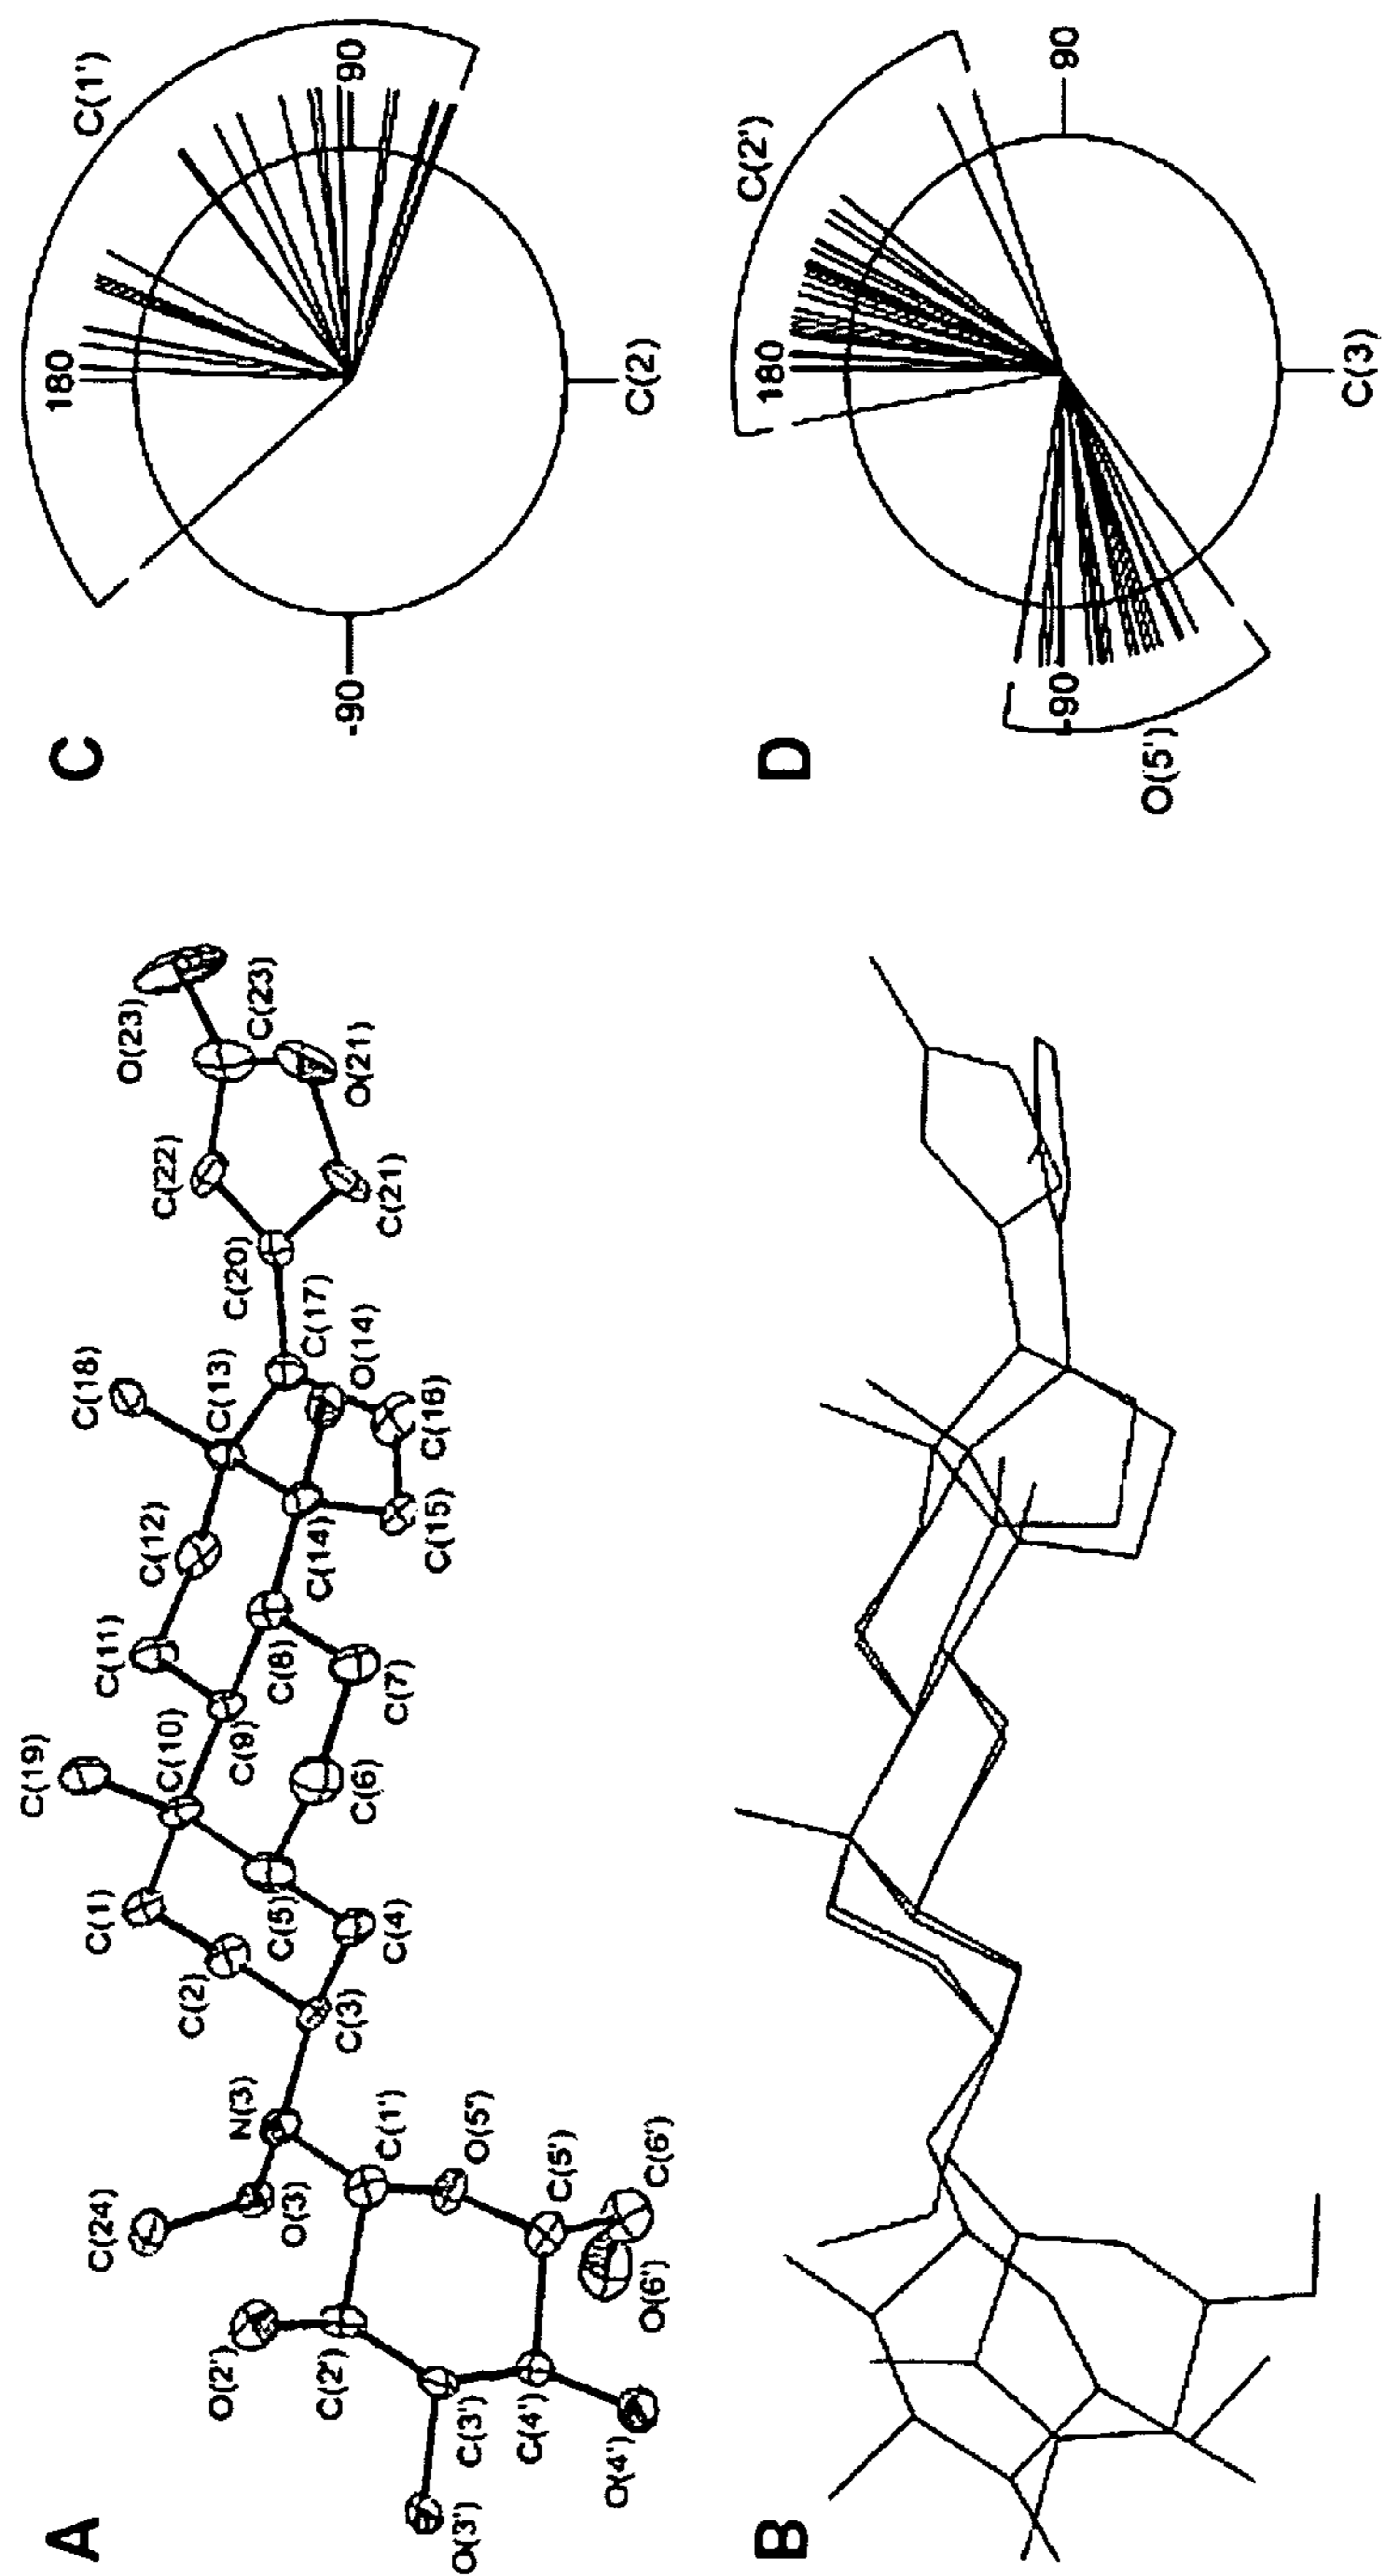 A
O(23)
C(23)
O(21)
C(22)
C(21)
C(20)
C(17)
O(14)
C(18)
C(13)
C(16)
C(12)
C(14)
C(15)
C(11)
C(8)
C(7)
C(19)
C(10)
C(9)
C(6)
C(1)
C(5)
C(4)
C(2)
C(3)
N(3)
C(1')
O(5')
C(24)
O(3)
C(5')
C(6')
O(2')
C(2')
O(6')
C(3')
C(4')
O(4')
O(3')
B
C
C(1')
180
90
-90
C(2)
D
C(2')
180
90
-90
O(5')
C(3)